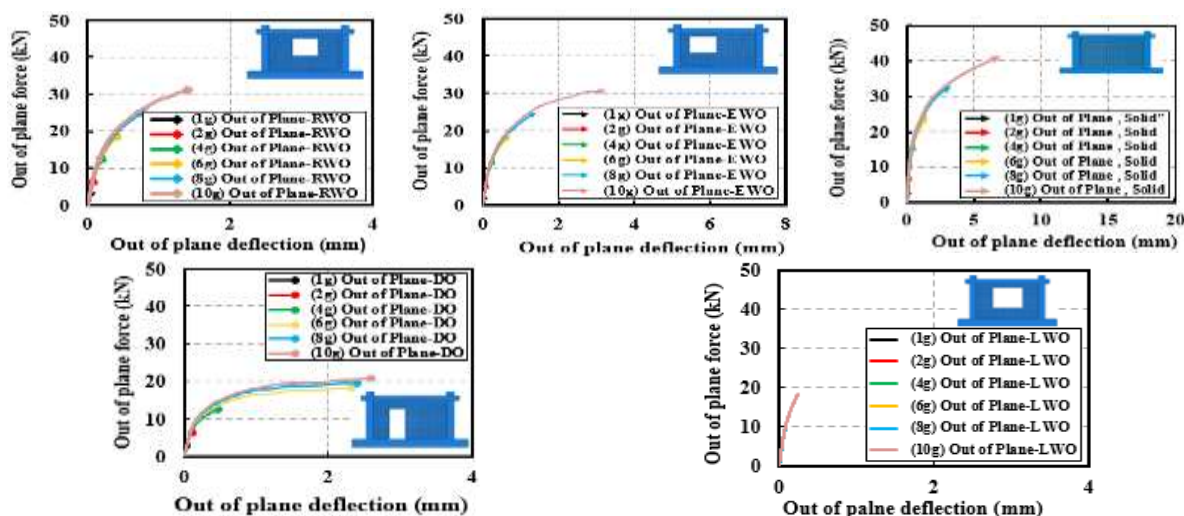 50
40
30
20
10
0
Out of plane force (kN)
(1g) Out of Plane-RWO
(2g) Out of Plane-RWO
(4g) Out of Plane-RWO
(6g) Out of Plane-RWO
(8g) Out of Plane-RWO
(10g) Out of Plane-RWO
0 2 4
Out of plane deflection (mm)
50
40
30
20
10
0
Out of plane force (kN)
(1g) Out of Plane-EWO
(2g) Out of Plane-EWO
(4g) Out of Plane-EWO
(6g) Out of Plane-EWO
(8g) Out of Plane-EWO
(10g) Out of Plane-EWO
0 2 4 6 8
Out of plane deflection (mm)
50
40
30
20
10
0
Out of plane force (kN))
(1g) Out of Plane , Solid"
(2g) Out of Plane , Solid
(4g) Out of Plane , Solid
(6g) Out of Plane , Solid
(8g) Out of Plane , Solid
(10g) Out of Plane , Solid
0 5 10 15 20
Out of plane deflection (mm)
50
40
30
20
10
0
Out of plane force (kN)
(1g) Out of Plane-DO
(2g) Out of Plane-DO
(4g) Out of Plane-DO
(6g) Out of Plane-DO
(8g) Out of Plane-DO
(10g) Out of Plane-DO
0 2 4
Out of plane deflection (mm)
50
40
30
20
10
0
Out of plane force (kN)
(1g) Out of Plane-LWO
(2g) Out of Plane-LWO
(4g) Out of Plane-LWO
(6g) Out of Plane-LWO
(8g) Out of Plane-LWO
(10g) Out of Plane-LWO
0 2 4
Out of palne deflection (mm)